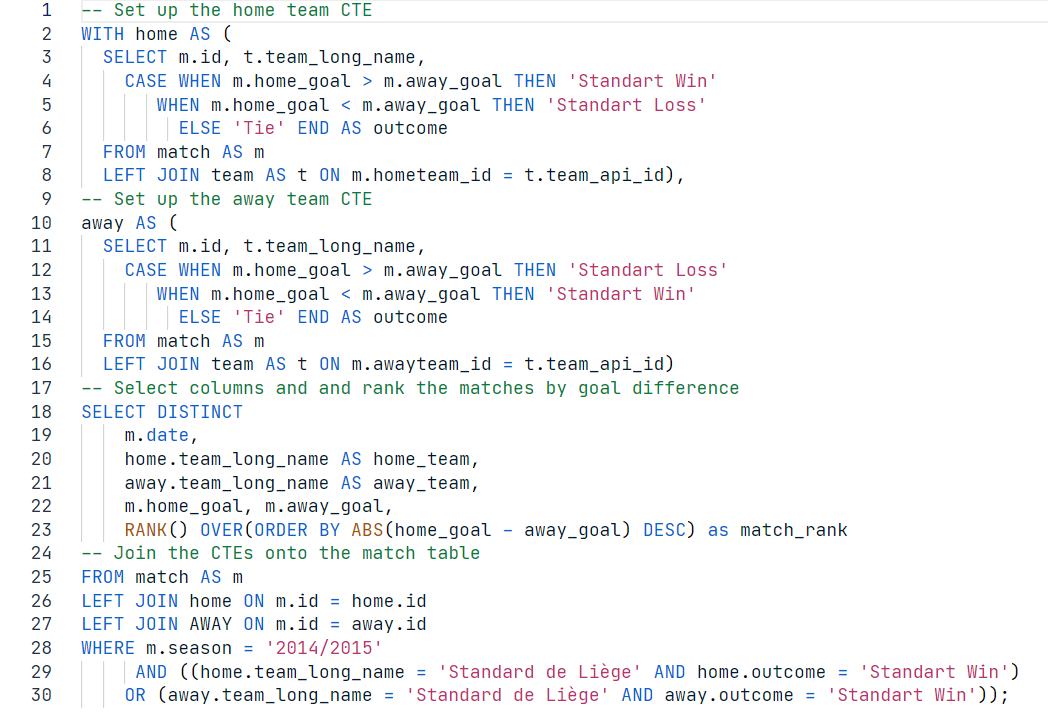 1 -- Set up the home team CTE
2 WITH home AS (
3 SELECT m.id, t.team_long_name,
4 CASE WHEN m.home_goal > m.away_goal THEN 'Standart Win'
5 WHEN m.home_goal < m.away_goal THEN 'Standart Loss'
6 ELSE 'Tie' END AS outcome
7 FROM match AS m
8 LEFT JOIN team AS t ON m.hometeam_id = t.team_api_id),
9 -- Set up the away team CTE
10 away AS (
11 SELECT m.id, t.team_long_name,
12 CASE WHEN m.home_goal > m.away_goal THEN 'Standart Loss'
13 WHEN m.home_goal < m.away_goal THEN 'Standart Win'
14 ELSE 'Tie' END AS outcome
15 FROM match AS m
16 LEFT JOIN team AS t ON m.awayteam_id = t.team_api_id)
17 -- Select columns and and rank the matches by goal difference
18 SELECT DISTINCT
19 m.date,
20 home.team_long_name AS home_team,
21 away.team_long_name AS away_team,
22 m.home_goal, m.away_goal,
23 RANK() OVER(ORDER BY ABS(home_goal - away_goal) DESC) as match_rank
24 -- Join the CTEs onto the match table
25 FROM match AS m
26 LEFT JOIN home ON m.id = home.id
27 LEFT JOIN AWAY ON m.id = away.id
28 WHERE m.season = '2014/2015'
29 AND ((home.team_long_name = 'Standard de Liège' AND home.outcome = 'Standart Win')
30 OR (away.team_long_name = 'Standard de Liège' AND away.outcome = 'Standart Win'));